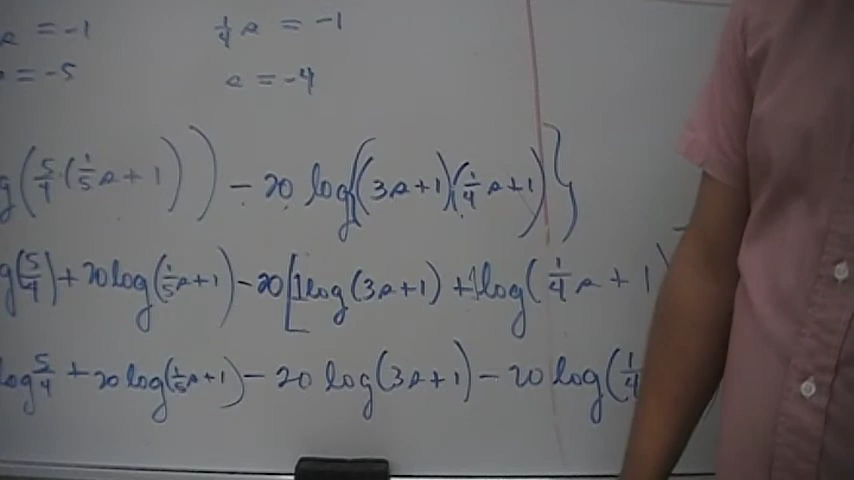 s = -1    1/4 s = -1
= -5    s = -4
g(5/4 (1/5 s + 1))) - 20 log((3s+1)(1/4 s+1)}
g(5/4) + 20 log(1/5 s+1) - 20[1log(3s+1) + 1log(1/4 s + 1)
log 5/4 + 20 log(1/5 s+1) - 20 log(3s+1) - 20 log(1/4